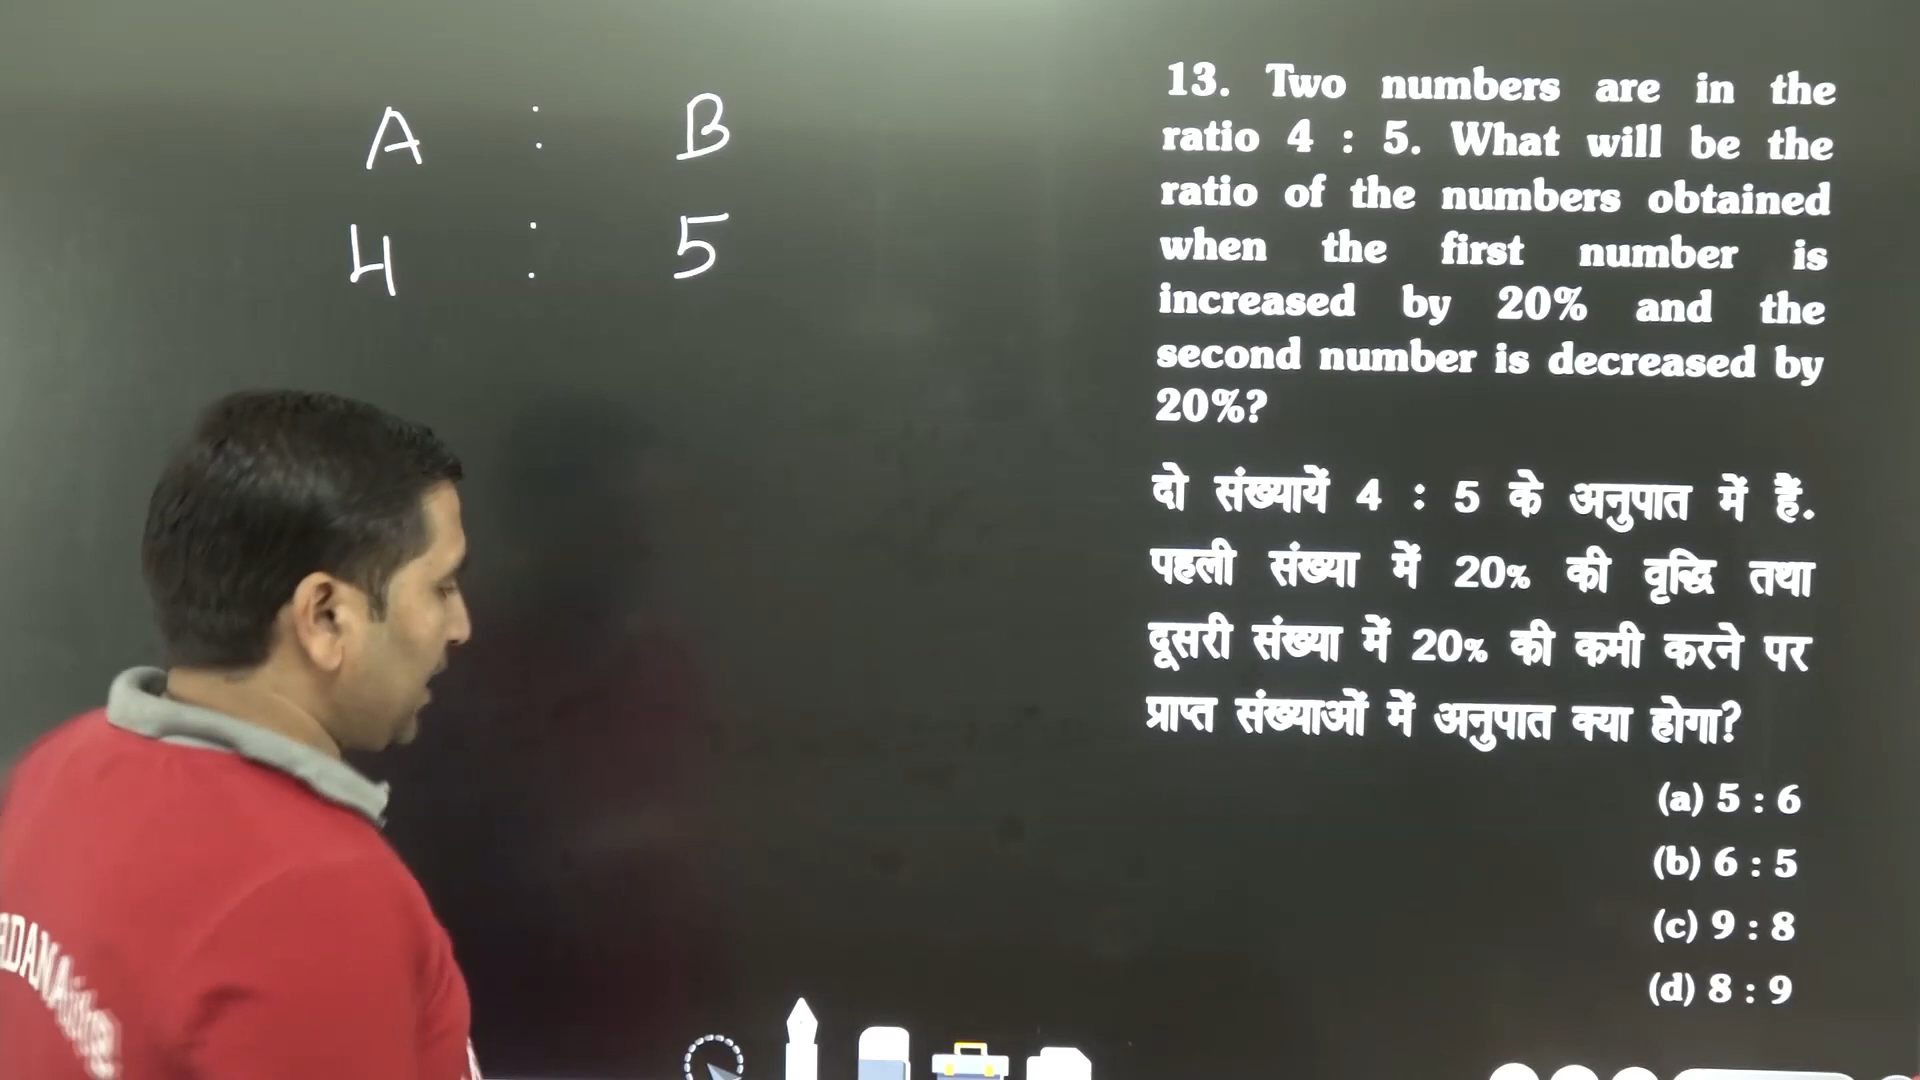 A : B
4 : 5
13. Two numbers are in the
ratio 4 : 5. What will be the
ratio of the numbers obtained
when the first number is
increased by 20% and the
second number is decreased by
20%?
दो संख्यायें 4 : 5 के अनुपात में हैं.
पहली संख्या में 20% की वृद्धि तथा
दूसरी संख्या में 20% की कमी करने पर
प्राप्त संख्याओं में अनुपात क्या होगा?
(a) 5 : 6
(b) 6 : 5
(c) 9 : 8
(d) 8 : 9